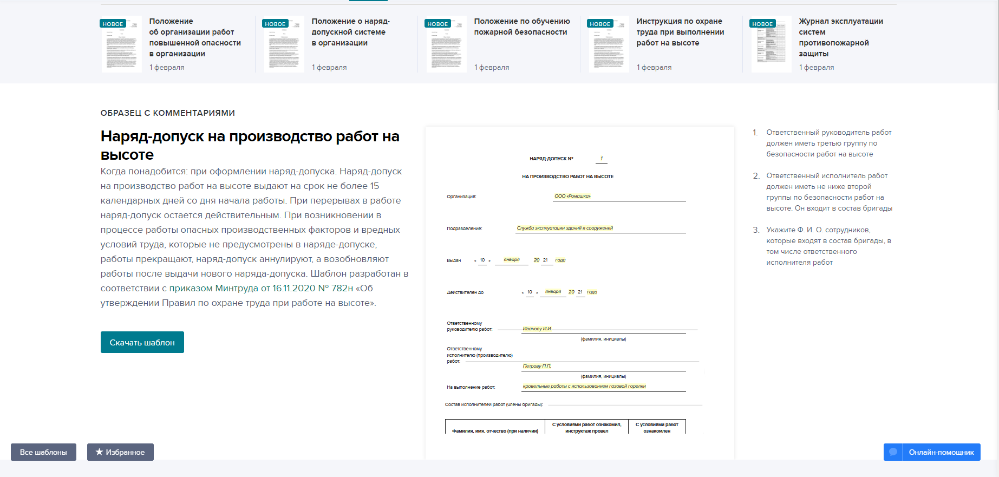 НОВОЕ
Положение
об организации работ
повышенной опасности
в организации
1 февраля
НОВОЕ
Положение о наряд-
допускной системе
в организации
1 февраля
НОВОЕ
Положение по обучению
пожарной безопасности
1 февраля
НОВОЕ
Инструкция по охране
труда при выполнении
работ на высоте
1 февраля
НОВОЕ
Журнал эксплуатации
систем
противопожарной
защиты
1 февраля
ОБРАЗЕЦ С КОММЕНТАРИЯМИ
Наряд-допуск на производство работ на
высоте
Когда понадобится: при оформлении наряд-допуска. Наряд-допуск
на производство работ на высоте выдают на срок не более 15
календарных дней со дня начала работы. При перерывах в работе
наряд-допуск остается действительным. При возникновении в
процессе работы опасных производственных факторов и вредных
условий труда, которые не предусмотрены в наряде-допуске,
работы прекращают, наряд-допуск аннулируют, а возобновляют
работы после выдачи нового наряда-допуска. Шаблон разработан в
соответствии с приказом Минтруда от 16.11.2020 № 782н «Об
утверждении Правил по охране труда при работе на высоте».
Скачать шаблон
НАРЯД-ДОПУСК № 1
НА ПРОИЗВОДСТВО РАБОТ НА ВЫСОТЕ
Организация: ООО «Ромашка»
Подразделение: Служба эксплуатации зданий и сооружений
Выдан « 10 » января 20 21 года
Действителен до « 10 » января 20 21 года
Ответственному
руководителю работ: Иванову И.И.
(фамилия, инициалы)
Ответственному
исполнителю (производителю)
работ:
Петрову П.П.
(фамилия, инициалы)
На выполнение работ: кровельные работы с использованием газовой горелки
Состав исполнителей работ (члены бригады):
Фамилия, имя, отчество (при наличии)
С условиями работ ознакомил,
инструктаж провел
С условиями работ
ознакомлен
1. Ответственный руководитель работ
должен иметь третью группу по
безопасности работ на высоте
2. Ответственный исполнитель работ
должен иметь не ниже второй
группы по безопасности работ на
высоте. Он входит в состав бригады
3. Укажите Ф. И. О. сотрудников,
которые входят в состав бригады, в
том числе ответственного
исполнителя работ
Все шаблоны
★ Избранное
Онлайн-помощник